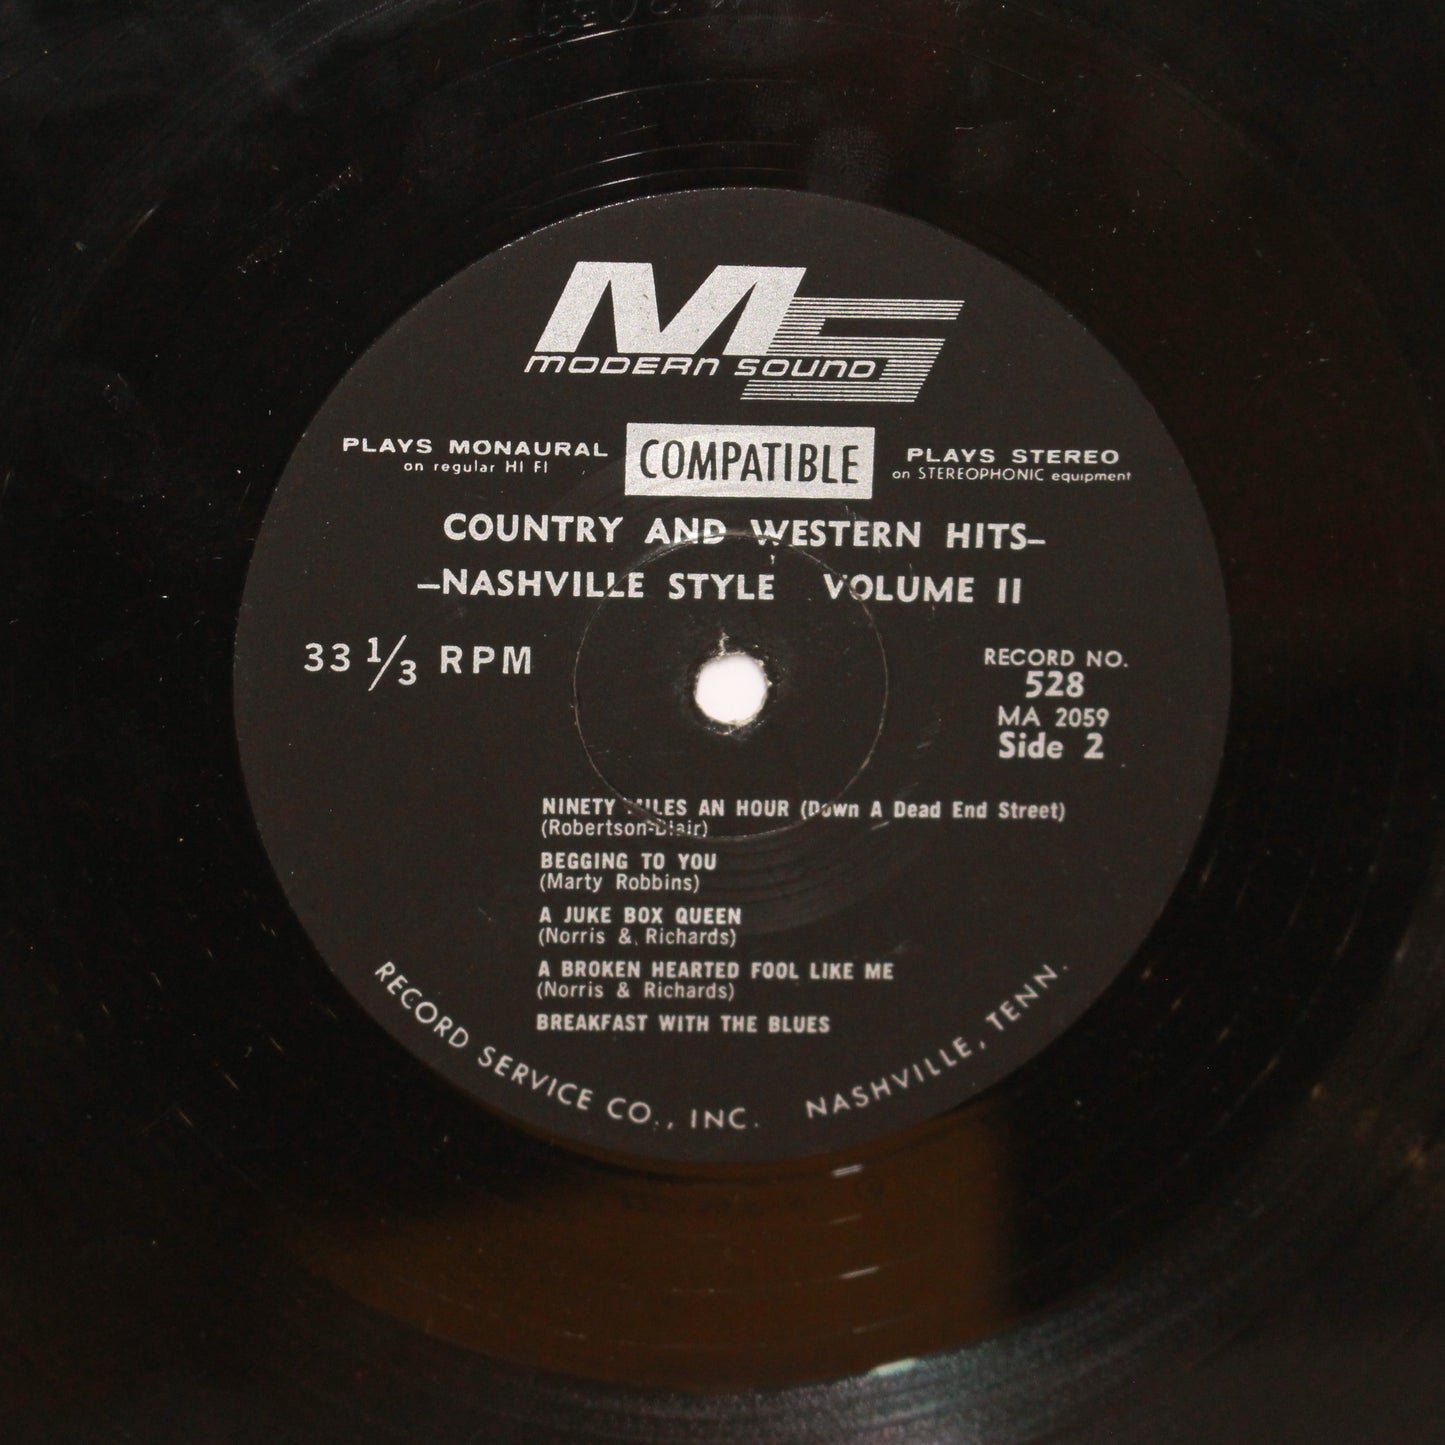 MS
MODERN SOUND
PLAYS MONAURAL
on regular HI FI
COMPATIBLE
PLAYS STEREO
on STEREOPHONIC equipment
COUNTRY AND WESTERN HITS-
-NASHVILLE STYLE VOLUME II
33 1/3 RPM
RECORD NO.
528
MA 2059
Side 2
NINETY MILES AN HOUR (Down A Dead End Street)
(Robertson-Blair)
BEGGING TO YOU
(Marty Robbins)
A JUKE BOX QUEEN
(Norris & Richards)
A BROKEN HEARTED FOOL LIKE ME
(Norris & Richards)
BREAKFAST WITH THE BLUES
RECORD SERVICE CO., INC. NASHVILLE, TENN.